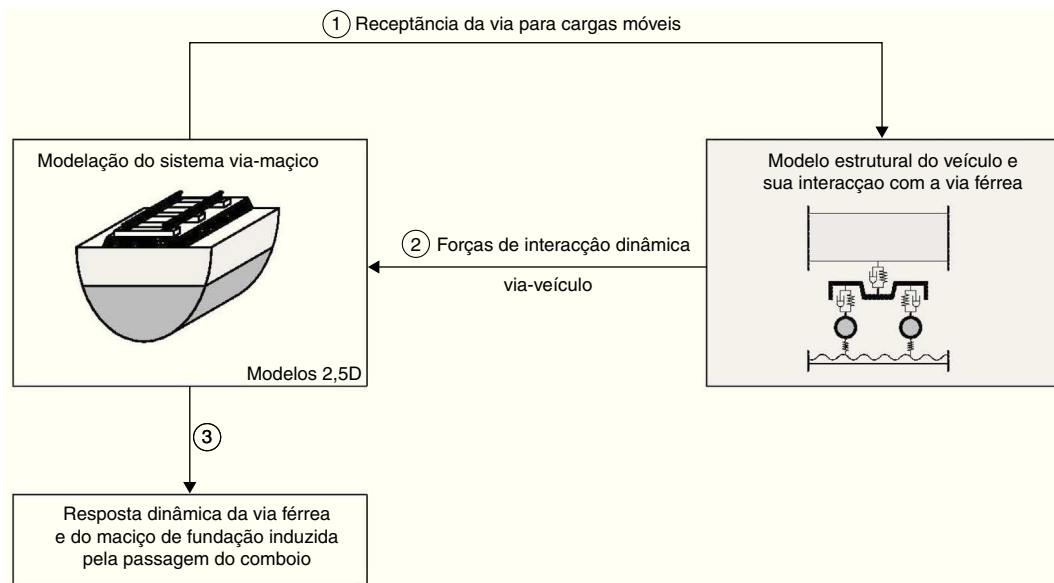 1 Receptância da via para cargas móveis
Modelação do sistema via-maçico
Modelos 2,5D
Modelo estrutural do veículo e
sua interacçao com a via férrea
2 Forças de interacçâo dinâmica
via-veículo
3
Resposta dinâmica da via férrea
e do maciço de fundação induzida
pela passagem do comboio